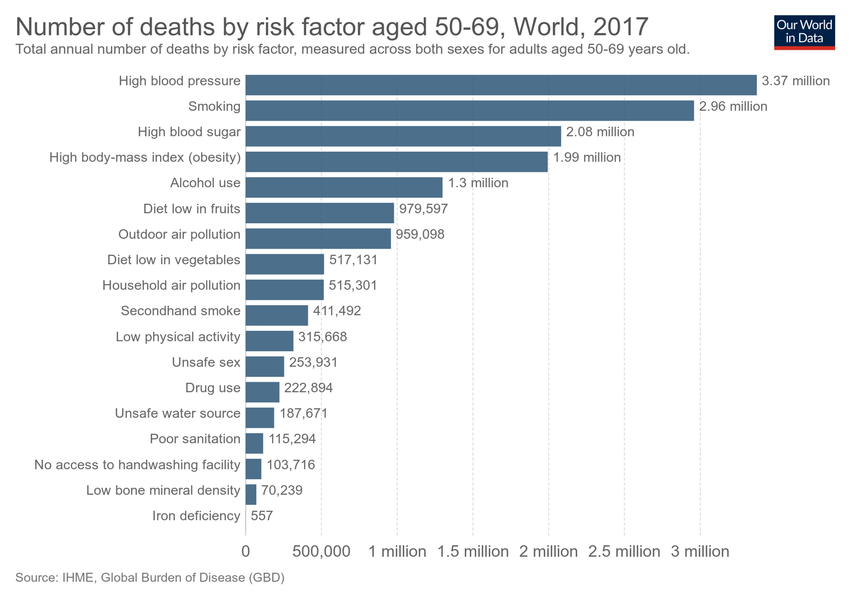 Number of deaths by risk factor aged 50-69, World, 2017
Total annual number of deaths by risk factor, measured across both sexes for adults aged 50-69 years old.
Our World
in Data
High blood pressure 3.37 million
Smoking 2.96 million
High blood sugar 2.08 million
High body-mass index (obesity) 1.99 million
Alcohol use 1.3 million
Diet low in fruits 979,597
Outdoor air pollution 959,098
Diet low in vegetables 517,131
Household air pollution 515,301
Secondhand smoke 411,492
Low physical activity 315,668
Unsafe sex 253,931
Drug use 222,894
Unsafe water source 187,671
Poor sanitation 115,294
No access to handwashing facility 103,716
Low bone mineral density 70,239
Iron deficiency 557
0 500,000 1 million 1.5 million 2 million 2.5 million 3 million
Source: IHME, Global Burden of Disease (GBD)